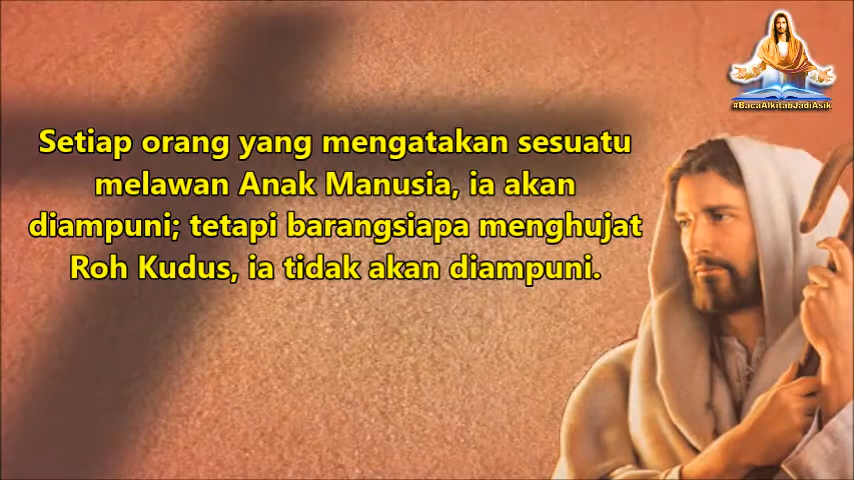 #BacaAlkitabJadiAsik
Setiap orang yang mengatakan sesuatu
melawan Anak Manusia, ia akan
diampuni; tetapi barangsiapa menghujat
Roh Kudus, ia tidak akan diampuni.